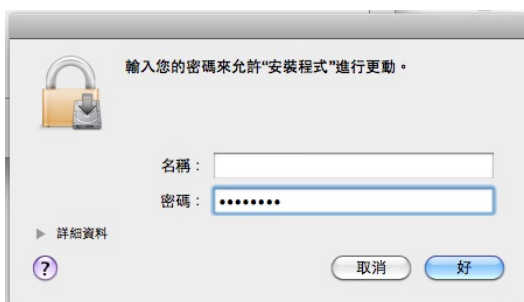 輸入您的密碼來允許“安裝程式”進行更動。
名稱：
密碼：••••••••
詳細資料
?
取消
好